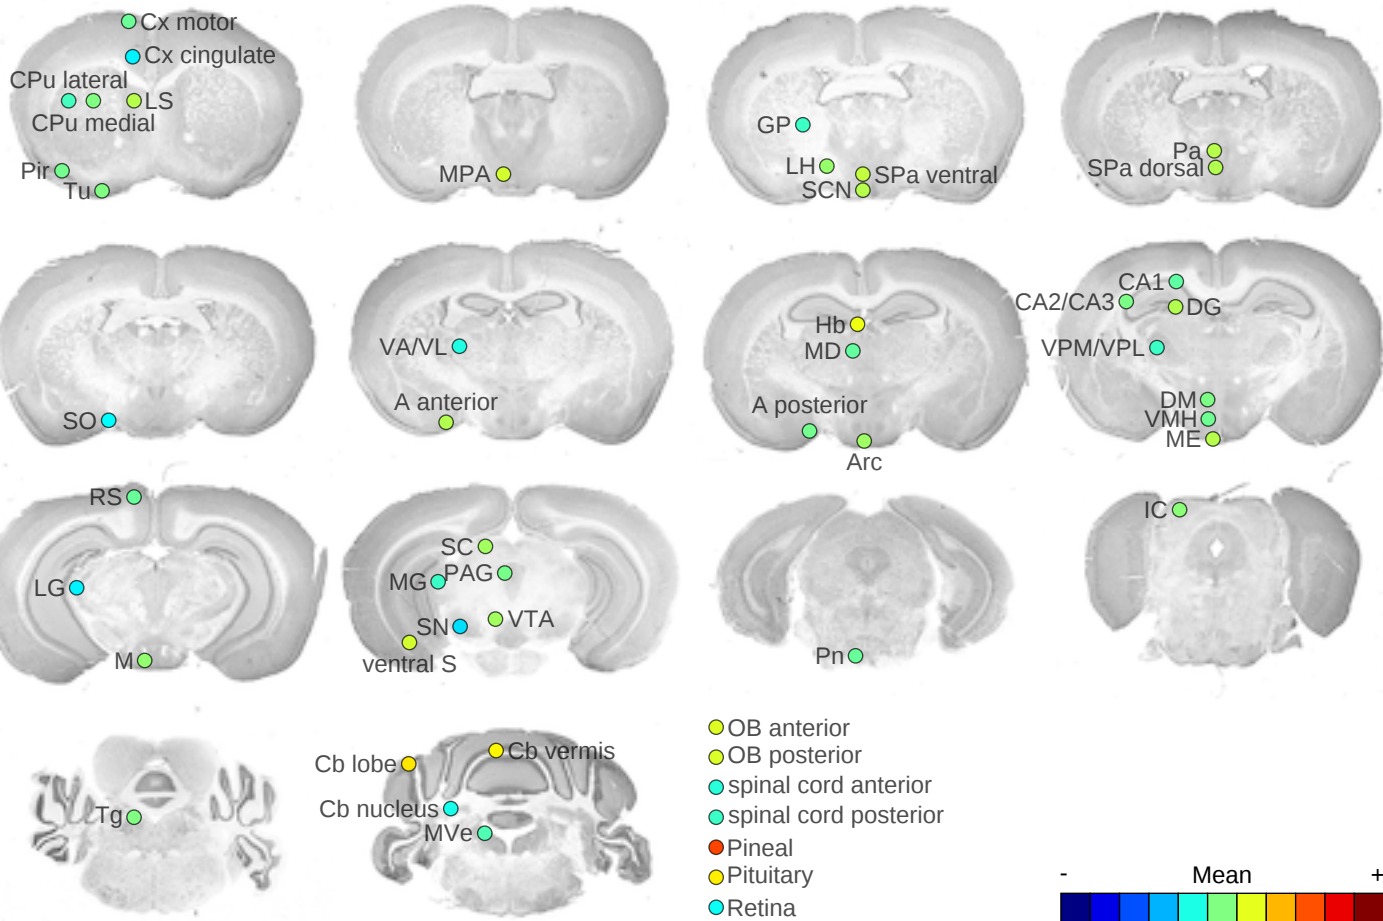 Cx motor
Cx cingulate
CPu lateral
LS
CPu medial
Pir
Tu
MPA
GP
LH
SPa ventral
SCN
Pa
SPa dorsal
SO
VA/VL
A anterior
Hb
MD
A posterior
Arc
CA1
CA2/CA3
DG
VPM/VPL
DM
VMH
ME
RS
LG
M
SC
MG
PAG
SN
VTA
ventral S
Pn
IC
Tg
Cb lobe
Cb vermis
Cb nucleus
MVe
OB anterior
OB posterior
spinal cord anterior
spinal cord posterior
Pineal
Pituitary
Retina
- Mean +